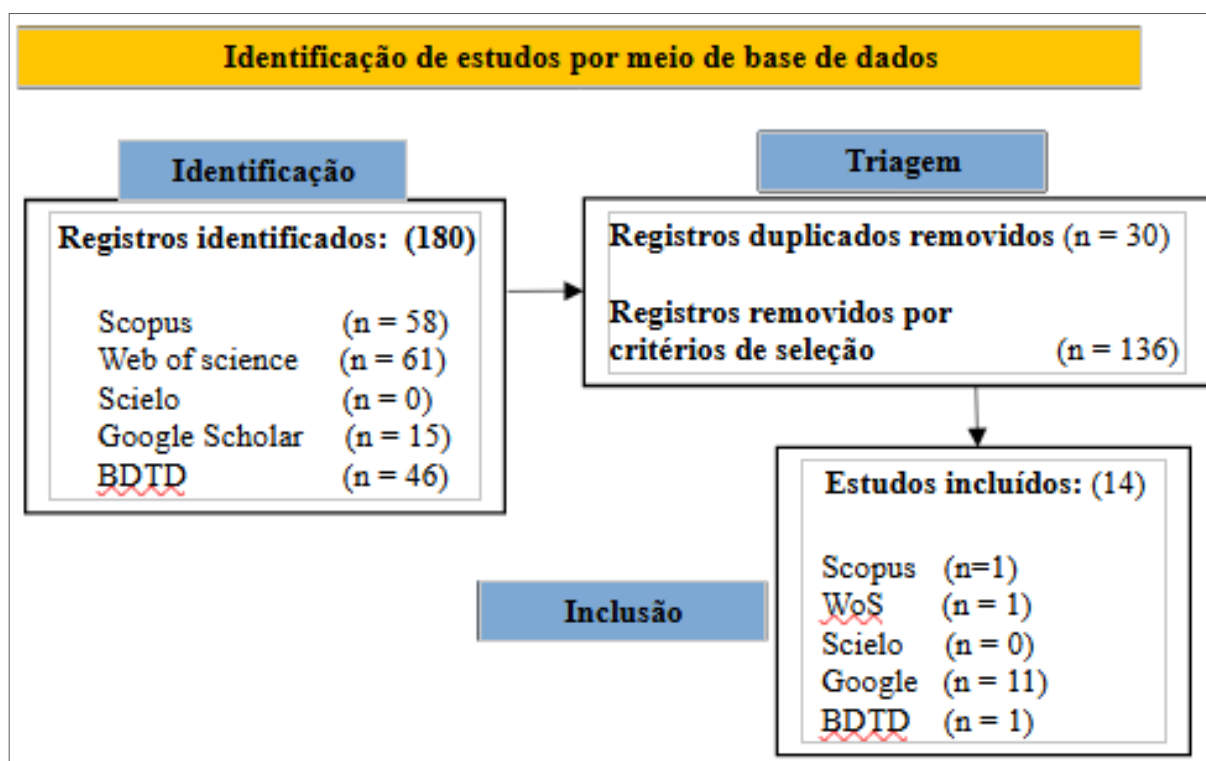 Identificação de estudos por meio de base de dados
Identificação
Registros identificados: (180)
Scopus (n = 58)
Web of science (n = 61)
Scielo (n = 0)
Google Scholar (n = 15)
BDTD (n = 46)
Triagem
Registros duplicados removidos (n = 30)
Registros removidos por
critérios de seleção (n = 136)
Inclusão
Estudos incluídos: (14)
Scopus (n=1)
WoS (n = 1)
Scielo (n = 0)
Google (n = 11)
BDTD (n = 1)